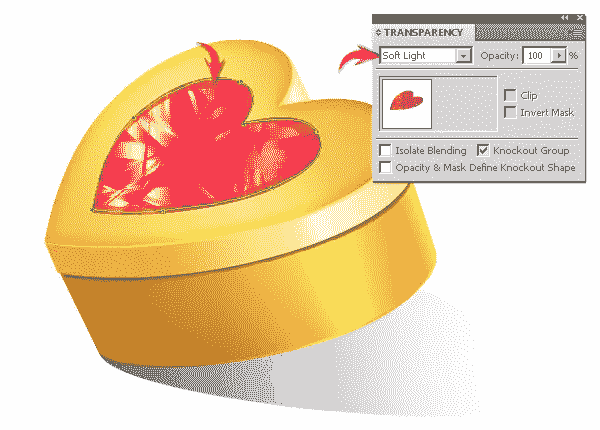 TRANSPARENCY
Soft Light Opacity: 100 %
Clip
Invert Mask
Isolate Blending Knockout Group
Opacity & Mask Define Knockout Shape